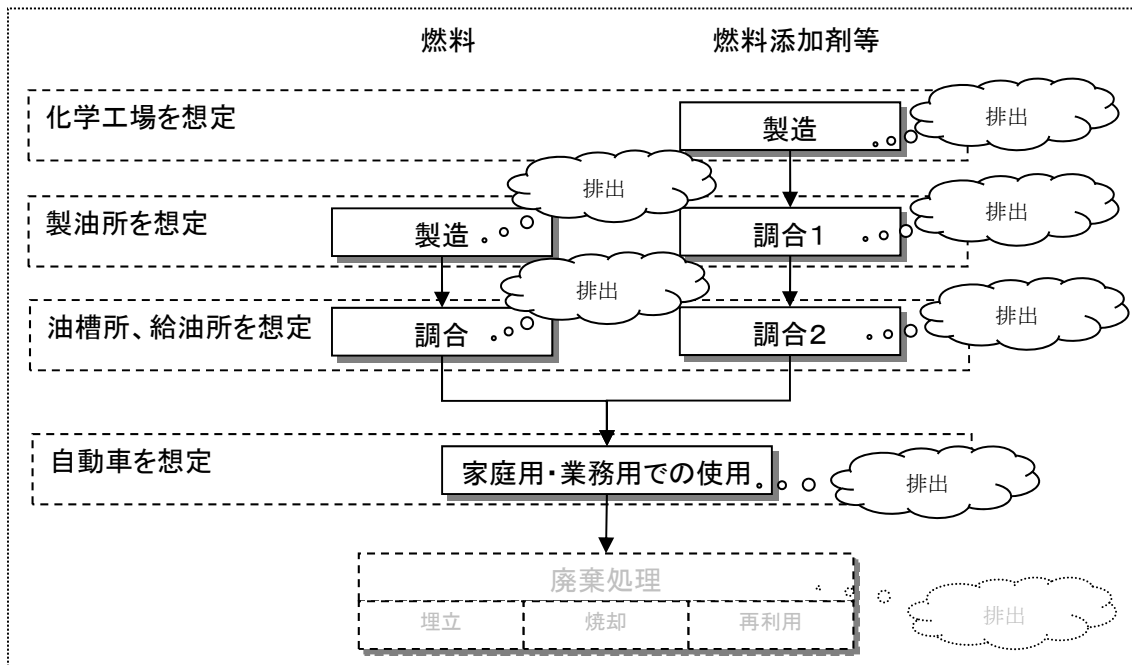 燃料
燃料添加剤等
化学工場を想定
製造
排出
排出
製油所を想定
製造
調合1
排出
排出
油槽所、給油所を想定
調合
調合2
排出
自動車を想定
家庭用・業務用での使用
排出
廃棄処理
埋立
焼却
再利用
排出